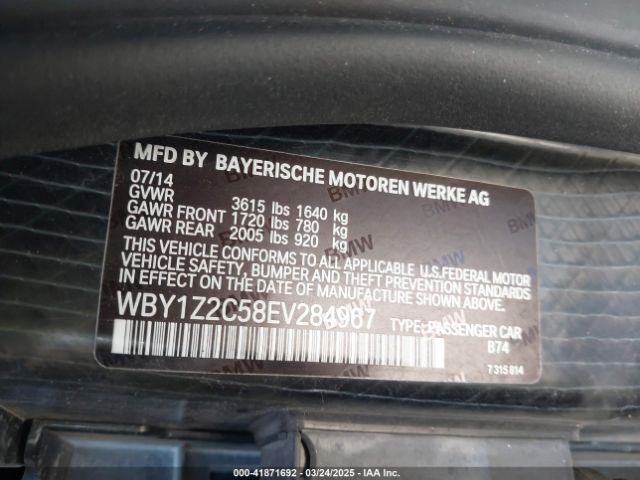 MFD BY BAYERISCHE MOTOREN WERKE AG
07/14
GVWR 3615 lbs 1640 kg
GAWR FRONT 1720 lbs 780 kg
GAWR REAR 2005 lbs 920 kg
THIS VEHICLE CONFORMS TO ALL APPLICABLE U.S.FEDERAL MOTOR
VEHICLE SAFETY, BUMPER AND THEFT PREVENTION STANDARDS
IN EFFECT ON THE DATE OF MANUFACTURE SHOWN ABOVE.
WBY1Z2C58EV284967 TYPE: PASSENGER CAR
B74
7 315 814
000-41871692 - 03/24/2025 - IAA Inc.